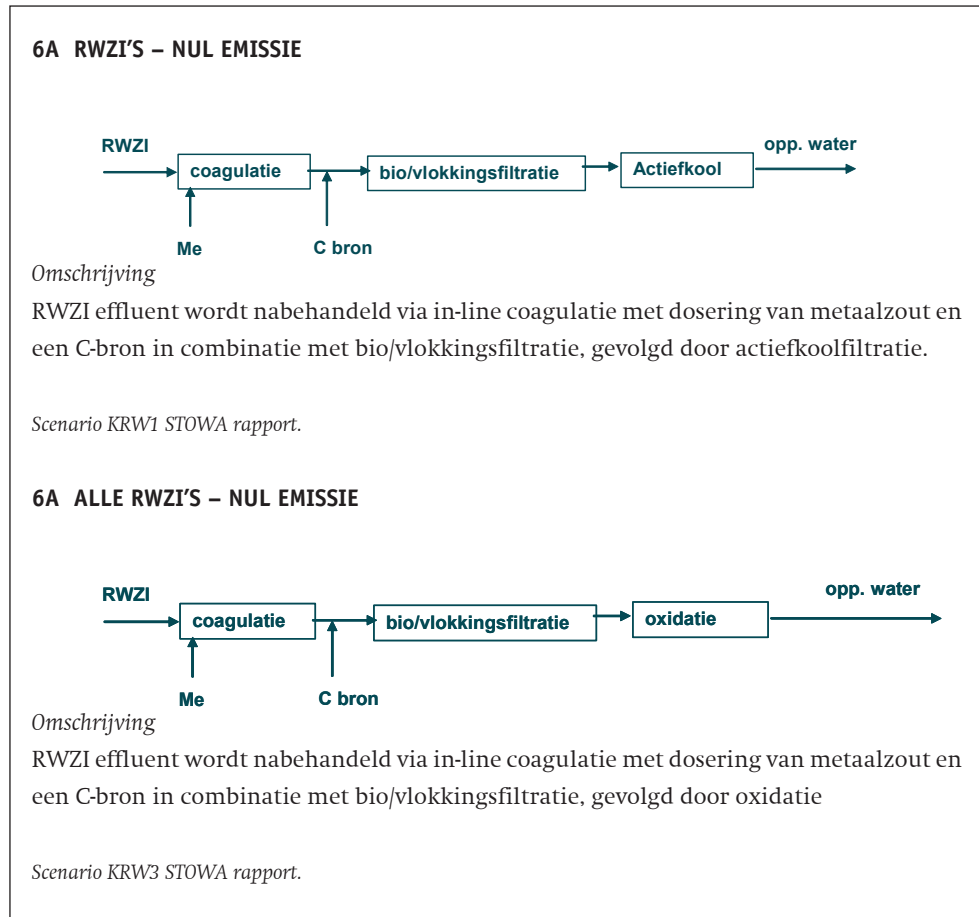 6A RWZI'S – NUL EMISSIE
RWZI
coagulatie
bio/vlokkingsfiltratie
Actiefkool
opp. water
Me
C bron
Omschrijving
RWZI effluent wordt nabehandeld via in-line coagulatie met dosering van metaalzout en
een C-bron in combinatie met bio/vlokkingsfiltratie, gevolgd door actiefkoolfiltratie.
Scenario KRW1 STOWA rapport.
6A ALLE RWZI'S – NUL EMISSIE
RWZI
coagulatie
bio/vlokkingsfiltratie
oxidatie
opp. water
Me
C bron
Omschrijving
RWZI effluent wordt nabehandeld via in-line coagulatie met dosering van metaalzout en
een C-bron in combinatie met bio/vlokkingsfiltratie, gevolgd door oxidatie
Scenario KRW3 STOWA rapport.